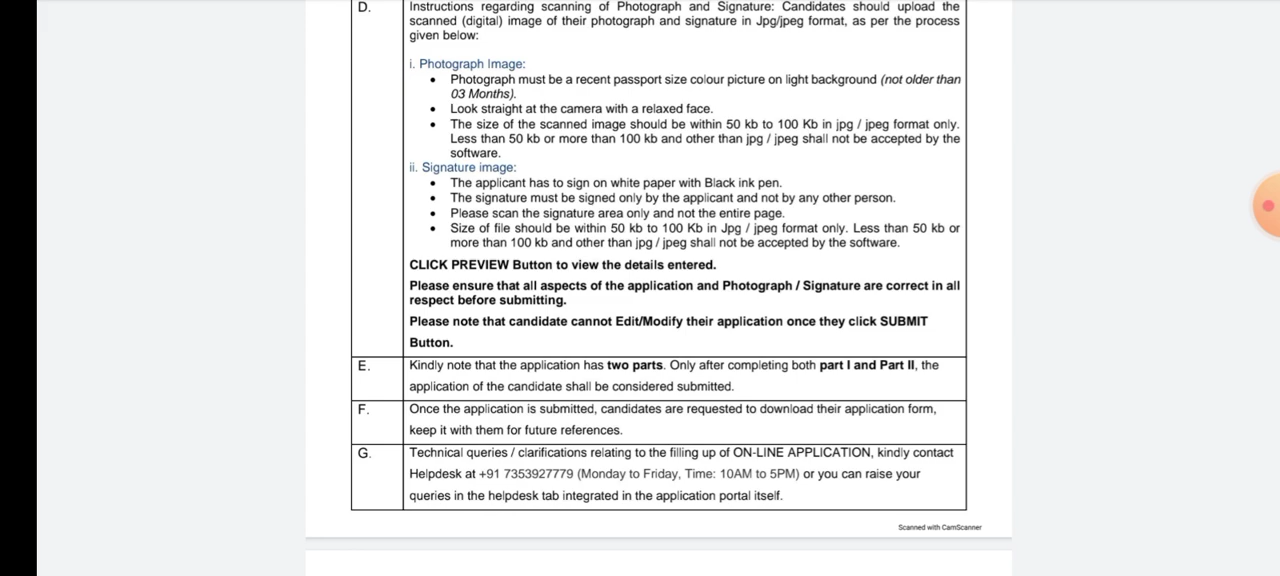 D.
Instructions regarding scanning of Photograph and Signature: Candidates should upload the
scanned (digital) image of their photograph and signature in Jpg/jpeg format, as per the process
given below:
i. Photograph Image:
• Photograph must be a recent passport size colour picture on light background (not older than
03 Months).
• Look straight at the camera with a relaxed face.
• The size of the scanned image should be within 50 kb to 100 Kb in jpg / jpeg format only.
Less than 50 kb or more than 100 kb and other than jpg / jpeg shall not be accepted by the
software.
ii. Signature image:
• The applicant has to sign on white paper with Black ink pen.
• The signature must be signed only by the applicant and not by any other person.
• Please scan the signature area only and not the entire page.
• Size of file should be within 50 kb to 100 Kb in Jpg / jpeg format only. Less than 50 kb or
more than 100 kb and other than jpg / jpeg shall not be accepted by the software.
CLICK PREVIEW Button to view the details entered.
Please ensure that all aspects of the application and Photograph / Signature are correct in all
respect before submitting.
Please note that candidate cannot Edit/Modify their application once they click SUBMIT
Button.
E.
Kindly note that the application has two parts. Only after completing both part I and Part II, the
application of the candidate shall be considered submitted.
F.
Once the application is submitted, candidates are requested to download their application form,
keep it with them for future references.
G.
Technical queries / clarifications relating to the filling up of ON-LINE APPLICATION, kindly contact
Helpdesk at +91 7353927779 (Monday to Friday, Time: 10AM to 5PM) or you can raise your
queries in the helpdesk tab integrated in the application portal itself.
Scanned with CamScanner